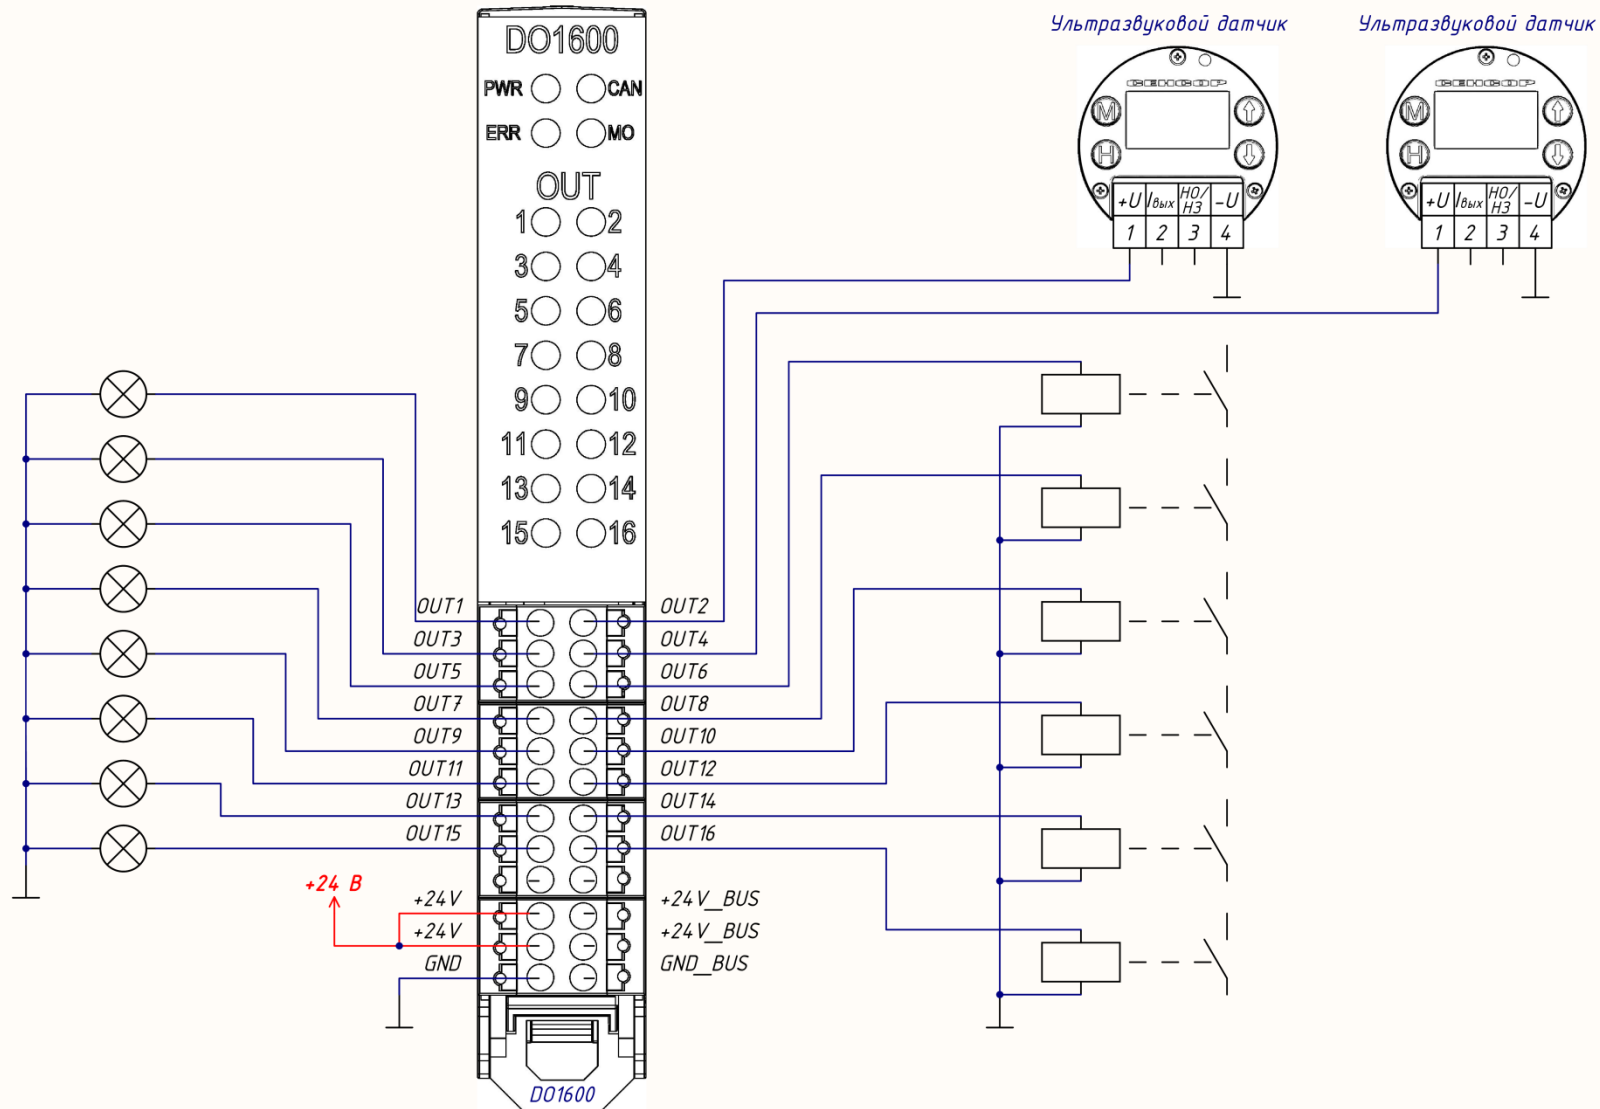 DO1600
PWR CAN
ERR MO
OUT
1 2
3 4
5 6
7 8
9 10
11 12
13 14
15 16
OUT1 OUT2
OUT3 OUT4
OUT5 OUT6
OUT7 OUT8
OUT9 OUT10
OUT11 OUT12
OUT13 OUT14
OUT15 OUT16
+24 В
+24V +24V_BUS
+24V +24V_BUS
GND GND_BUS
DO1600
Ультразвуковой датчик
СЕНСОР
М
Н
+U Iвых НО/НЗ -U
1 2 3 4
Ультразвуковой датчик
СЕНСОР
М
Н
+U Iвых НО/НЗ -U
1 2 3 4